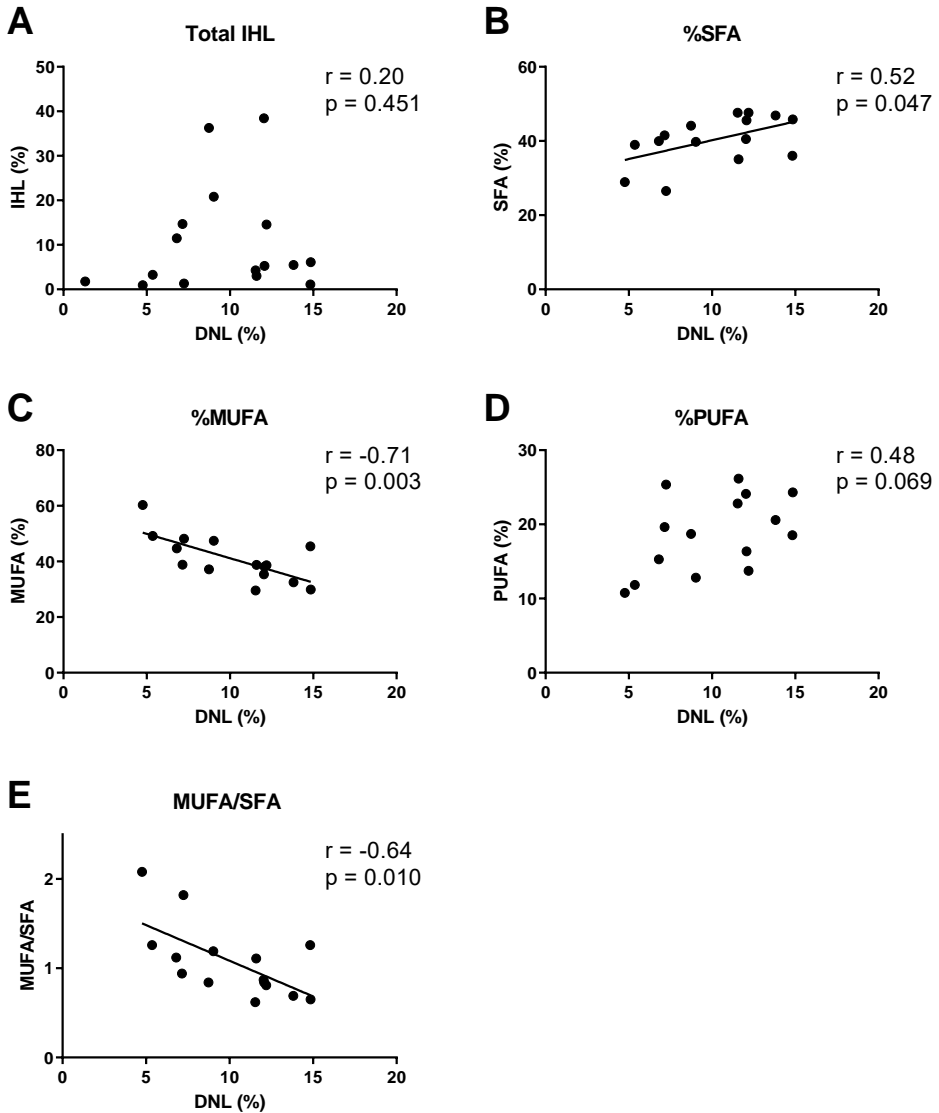 A
Total IHL
r = 0.20
p = 0.451
50
40
30
20
10
0
IHL (%)
0 5 10 15 20
DNL (%)
B
%SFA
r = 0.52
p = 0.047
60
40
20
0
SFA (%)
0 5 10 15 20
DNL (%)
C
%MUFA
r = -0.71
p = 0.003
80
60
40
20
0
MUFA (%)
0 5 10 15 20
DNL (%)
D
%PUFA
r = 0.48
p = 0.069
30
20
10
0
PUFA (%)
0 5 10 15 20
DNL (%)
E
MUFA/SFA
r = -0.64
p = 0.010
2
1
0
MUFA/SFA
0 5 10 15 20
DNL (%)